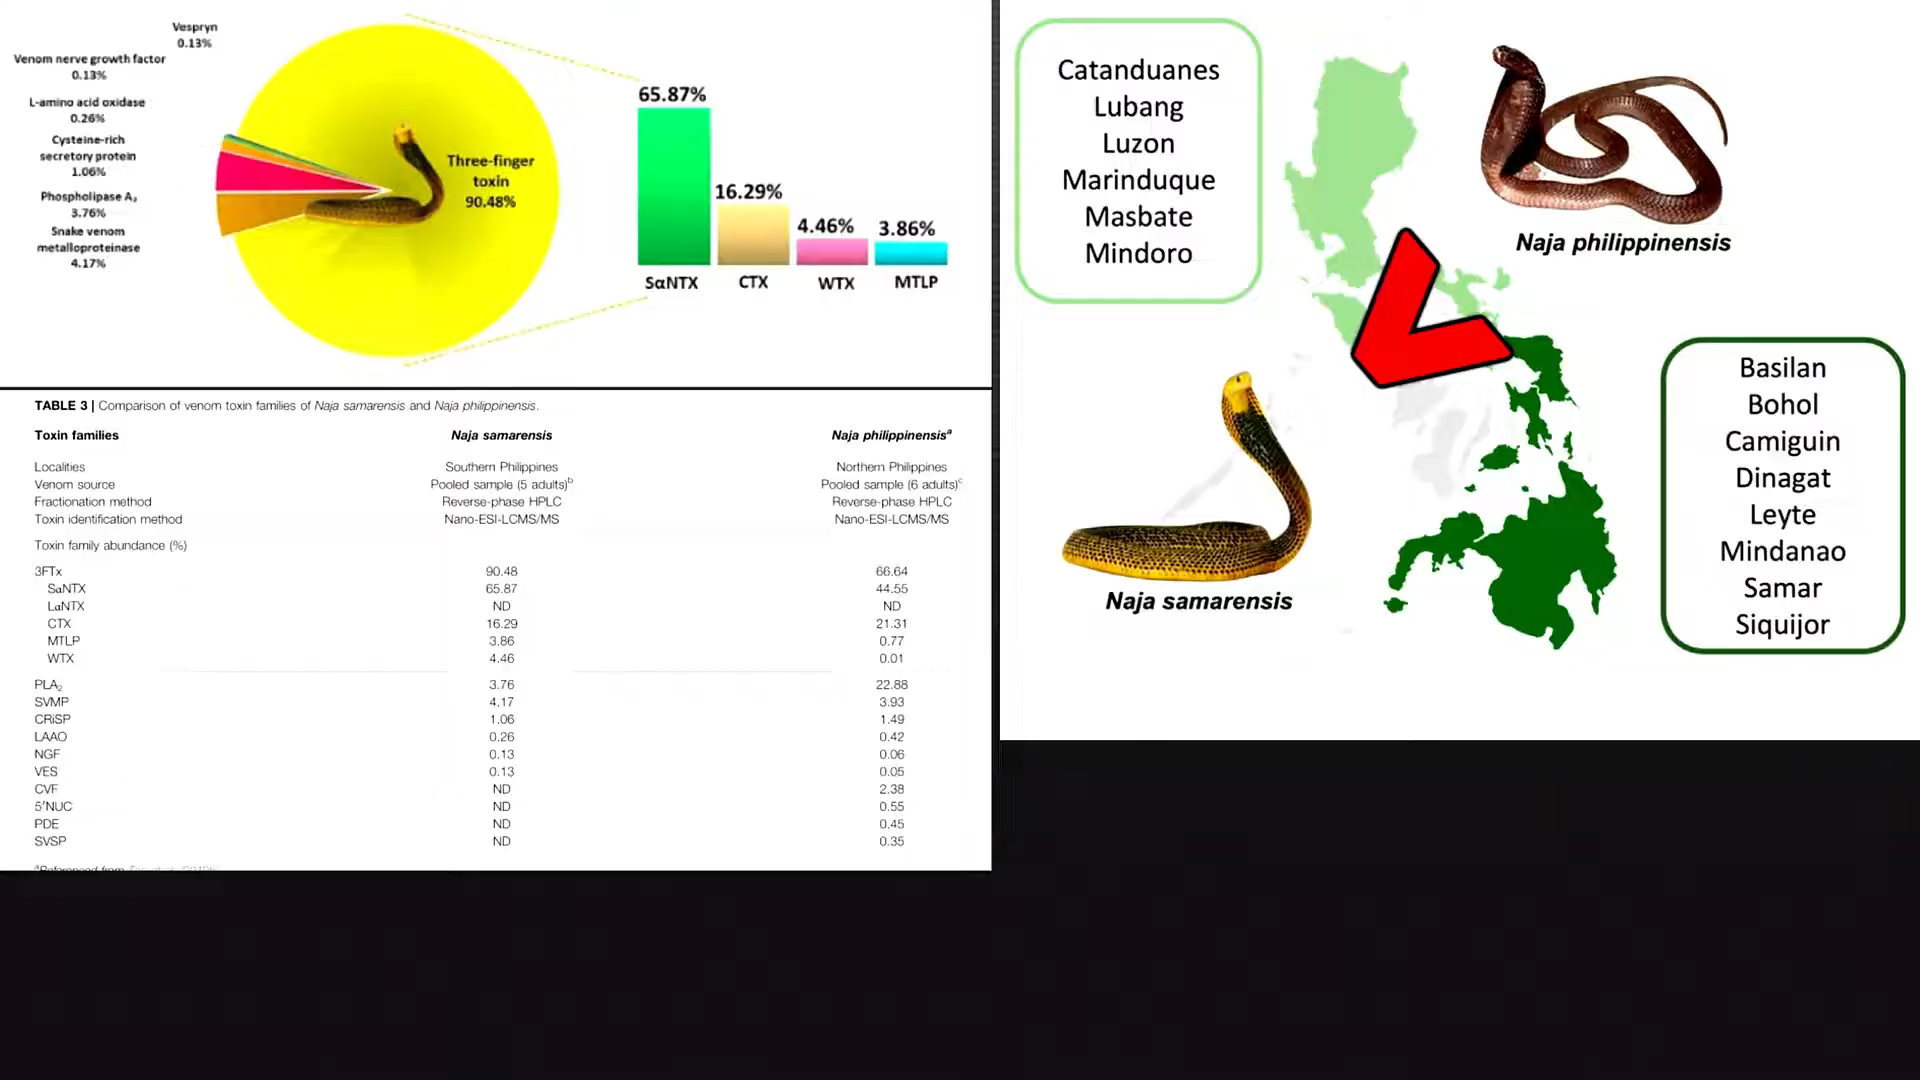 Vespryn
0.13%
Venom nerve growth factor
0.13%
L-amino acid oxidase
0.26%
Cysteine-rich
secretory protein
1.06%
Phospholipase A₂
3.76%
Snake venom
metalloproteinase
4.17%
Three-finger
toxin
90.48%
65.87%
16.29%
4.46%
3.86%
SαNTX CTX WTX MTLP
TABLE 3 | Comparison of venom toxin families of Naja samarensis and Naja philippinensis.
Toxin families Naja samarensis Naja philippinensisᵃ
Localities Southern Philippines Northern Philippines
Venom source Pooled sample (5 adults)ᵇ Pooled sample (6 adults)ᶜ
Fractionation method Reverse-phase HPLC Reverse-phase HPLC
Toxin identification method Nano-ESI-LCMS/MS Nano-ESI-LCMS/MS
Toxin family abundance (%)
3FTx 90.48 66.64
SαNTX 65.87 44.55
LαNTX ND ND
CTX 16.29 21.31
MTLP 3.86 0.77
WTX 4.46 0.01
PLA₂ 3.76 22.88
SVMP 4.17 3.93
CRiSP 1.06 1.49
LAAO 0.26 0.42
NGF 0.13 0.06
VES 0.13 0.05
CVF ND 2.38
5′NUC ND 0.55
PDE ND 0.45
SVSP ND 0.35
Catanduanes
Lubang
Luzon
Marinduque
Masbate
Mindoro
Naja philippinensis
Naja samarensis
Basilan
Bohol
Camiguin
Dinagat
Leyte
Mindanao
Samar
Siquijor